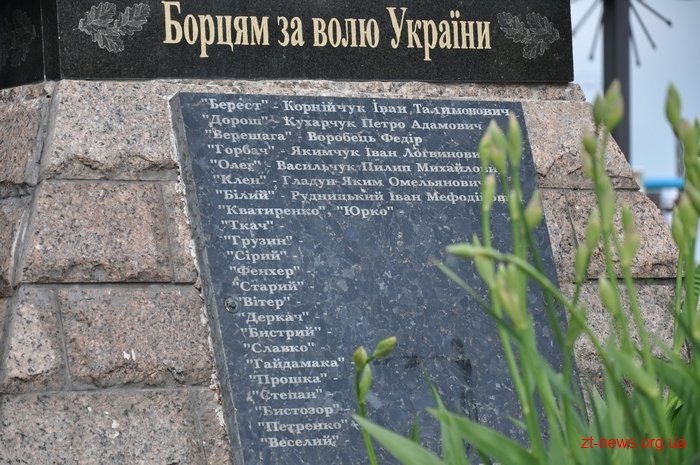 Борцям за волю України
"Берест" - Корнійчук Іван Талимонович
"Дорош" - Кухарчук Петро Адамович
"Верещага" - Воробець Федір
"Горбач" - Якимчук Іван Логвинович
"Олег" - Васильчук Пилип Михайлович
"Клен" - Гладун Яким Омельянович
"Білий" - Рудницький Іван Мефодійович
"Кватиренко" "Юрко" -
"Ткач" -
"Грузин" -
"Сірий" -
"Фенхер" -
"Старий" -
"Вітер" -
"Деркач" -
"Бистрий" -
"Славко" -
"Гайдамака" -
"Прошка" -
"Степан" -
"Бистозор" -
"Петренко" -
"Веселий" -
zt-news.org.ua